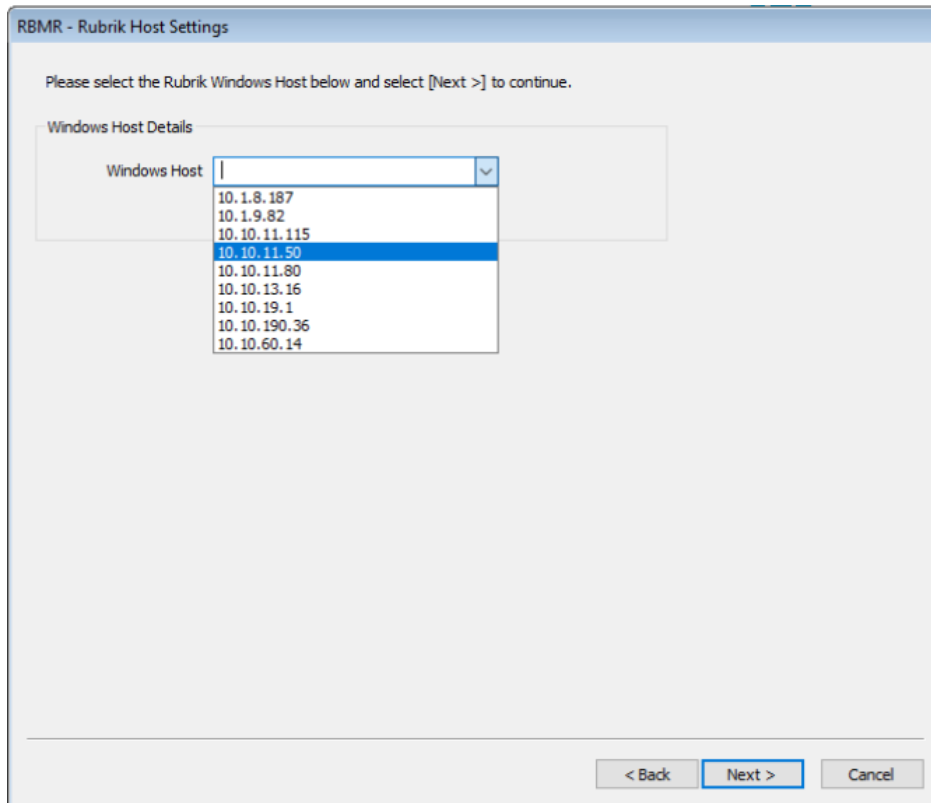 RBMR - Rubrik Host Settings
Please select the Rubrik Windows Host below and select [Next >] to continue.
Windows Host Details
Windows Host
10.1.8.187
10.1.9.82
10.10.11.115
10.10.11.50
10.10.11.80
10.10.13.16
10.10.19.1
10.10.190.36
10.10.60.14
< Back Next > Cancel